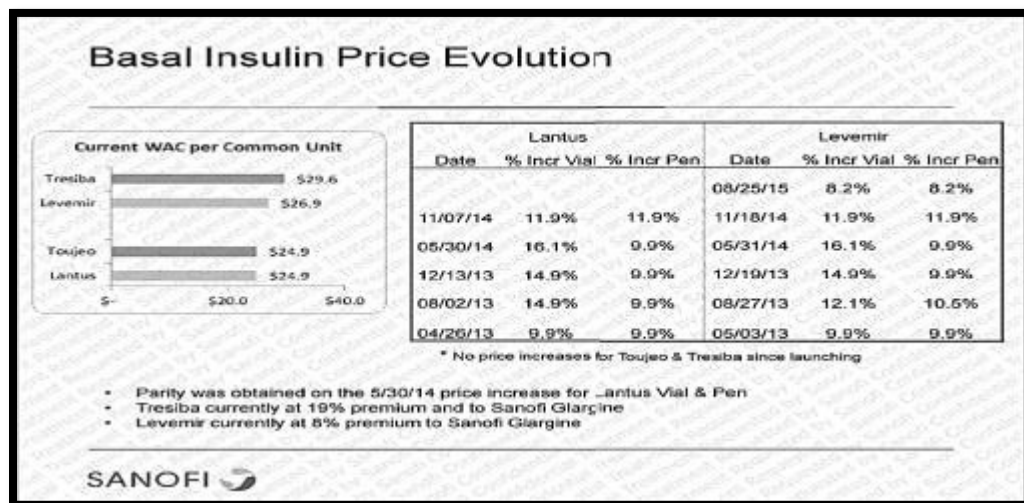 Basal Insulin Price Evolution
Current WAC per Common Unit
Tresiba $29.6
Levemir $26.9
Toujeo $24.9
Lantus $24.9
$- $20.0 $40.0
Lantus Levemir
Date % Incr Vial % Incr Pen Date % Incr Vial % Incr Pen
08/25/15 8.2% 8.2%
11/07/14 11.9% 11.9% 11/18/14 11.9% 11.9%
05/30/14 16.1% 9.9% 05/31/14 16.1% 9.9%
12/13/13 14.9% 9.9% 12/19/13 14.9% 9.9%
08/02/13 14.9% 9.9% 08/27/13 12.1% 10.5%
04/26/13 9.9% 9.9% 05/03/13 9.9% 9.9%
* No price increases for Toujeo & Tresiba since launching
• Parity was obtained on the 5/30/14 price increase for Lantus Vial & Pen
• Tresiba currently at 19% premium and to Sanofi Glargine
• Levemir currently at 8% premium to Sanofi Glargine
SANOFI